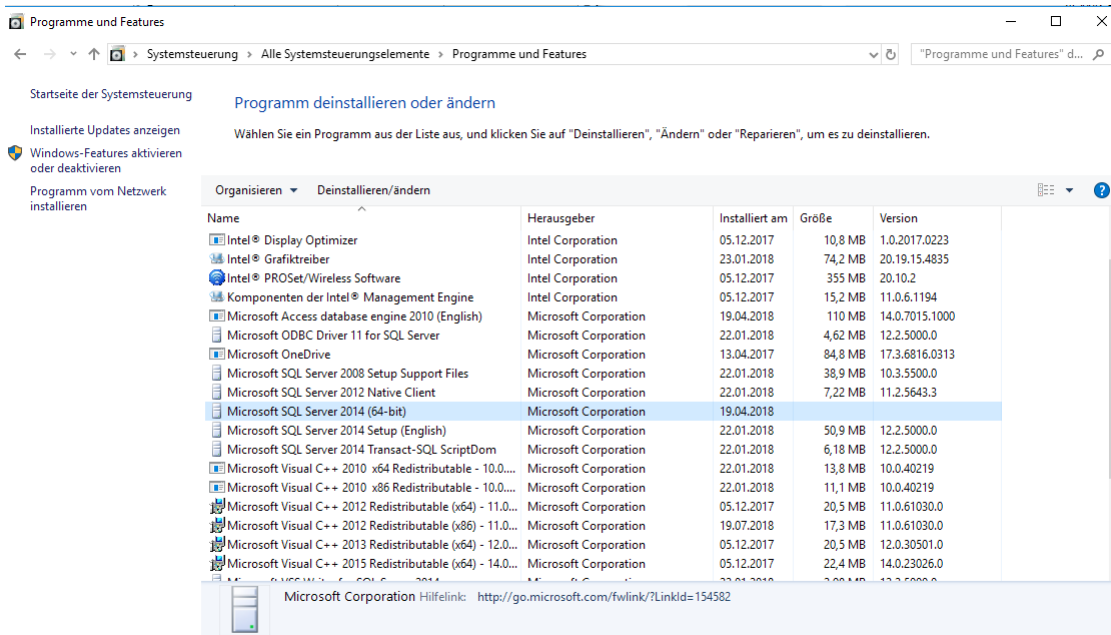 Programme und Features
Systemsteuerung > Alle Systemsteuerungselemente > Programme und Features
"Programme und Features" d...
Startseite der Systemsteuerung
Installierte Updates anzeigen
Windows-Features aktivieren
oder deaktivieren
Programm vom Netzwerk
installieren
Programm deinstallieren oder ändern
Wählen Sie ein Programm aus der Liste aus, und klicken Sie auf "Deinstallieren", "Ändern" oder "Reparieren", um es zu deinstallieren.
Organisieren Deinstallieren/ändern
Name Herausgeber Installiert am Größe Version
Intel® Display Optimizer Intel Corporation 05.12.2017 10,8 MB 1.0.2017.0223
Intel® Grafiktreiber Intel Corporation 23.01.2018 74,2 MB 20.19.15.4835
Intel® PROSet/Wireless Software Intel Corporation 05.12.2017 355 MB 20.10.2
Komponenten der Intel® Management Engine Intel Corporation 05.12.2017 15,2 MB 11.0.6.1194
Microsoft Access database engine 2010 (English) Microsoft Corporation 19.04.2018 110 MB 14.0.7015.1000
Microsoft ODBC Driver 11 for SQL Server Microsoft Corporation 22.01.2018 4,62 MB 12.2.5000.0
Microsoft OneDrive Microsoft Corporation 13.04.2017 84,8 MB 17.3.6816.0313
Microsoft SQL Server 2008 Setup Support Files Microsoft Corporation 22.01.2018 38,9 MB 10.3.5500.0
Microsoft SQL Server 2012 Native Client Microsoft Corporation 22.01.2018 7,22 MB 11.2.5643.3
Microsoft SQL Server 2014 (64-bit) Microsoft Corporation 19.04.2018
Microsoft SQL Server 2014 Setup (English) Microsoft Corporation 22.01.2018 50,9 MB 12.2.5000.0
Microsoft SQL Server 2014 Transact-SQL ScriptDom Microsoft Corporation 22.01.2018 6,18 MB 12.2.5000.0
Microsoft Visual C++ 2010 x64 Redistributable - 10.0.... Microsoft Corporation 22.01.2018 13,8 MB 10.0.40219
Microsoft Visual C++ 2010 x86 Redistributable - 10.0.... Microsoft Corporation 22.01.2018 11,1 MB 10.0.40219
Microsoft Visual C++ 2012 Redistributable (x64) - 11.0... Microsoft Corporation 05.12.2017 20,5 MB 11.0.61030.0
Microsoft Visual C++ 2012 Redistributable (x86) - 11.0... Microsoft Corporation 19.07.2018 17,3 MB 11.0.61030.0
Microsoft Visual C++ 2013 Redistributable (x64) - 12.0... Microsoft Corporation 05.12.2017 20,5 MB 12.0.30501.0
Microsoft Visual C++ 2015 Redistributable (x64) - 14.0... Microsoft Corporation 05.12.2017 22,4 MB 14.0.23026.0
Microsoft Corporation Hilfelink: http://go.microsoft.com/fwlink/?LinkId=154582